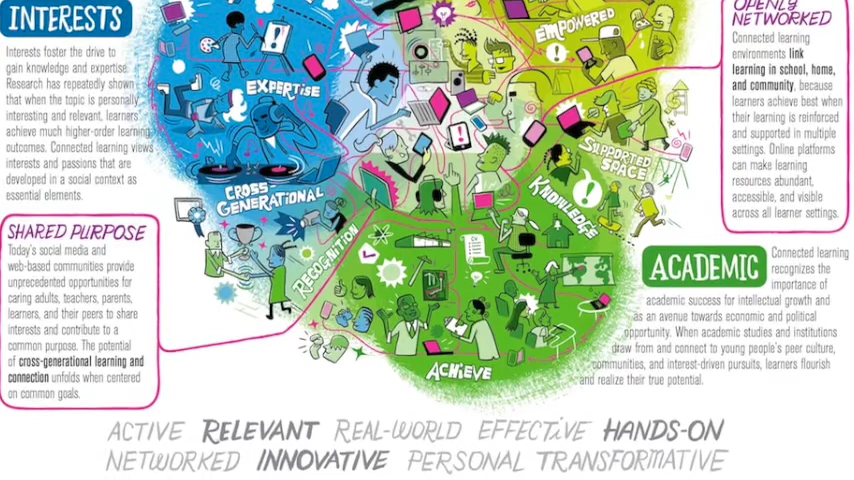 INTERESTS
Interests foster the drive to
gain knowledge and expertise.
Research has repeatedly shown
that when the topic is personally
interesting and relevant, learners
achieve much higher-order learning
outcomes. Connected learning views
interests and passions that are
developed in a social context as
essential elements.
SHARED PURPOSE
Today's social media and
web-based communities provide
unprecedented opportunities for
caring adults, teachers, parents,
learners, and their peers to share
interests and contribute to a
common purpose. The potential
of cross-generational learning and
connection unfolds when centered
on common goals.
EXPERTISE
CROSS-
GENERATIONAL
RECOGNITION
EMPOWERED
SUPPORTED
SPACE
KNOWLEDGE
ACHIEVE
OPENLY
NETWORKED
Connected learning
environments link
learning in school, home,
and community, because
learners achieve best when
their learning is reinforced
and supported in multiple
settings. Online platforms
can make learning
resources abundant,
accessible, and visible
across all learner settings.
ACADEMIC
Connected learning
recognizes the
importance of
academic success for intellectual growth and
as an avenue towards economic and political
opportunity. When academic studies and institutions
draw from and connect to young people's peer culture,
communities, and interest-driven pursuits, learners flourish
and realize their true potential.
ACTIVE RELEVANT REAL-WORLD EFFECTIVE HANDS-ON
NETWORKED INNOVATIVE PERSONAL TRANSFORMATIVE